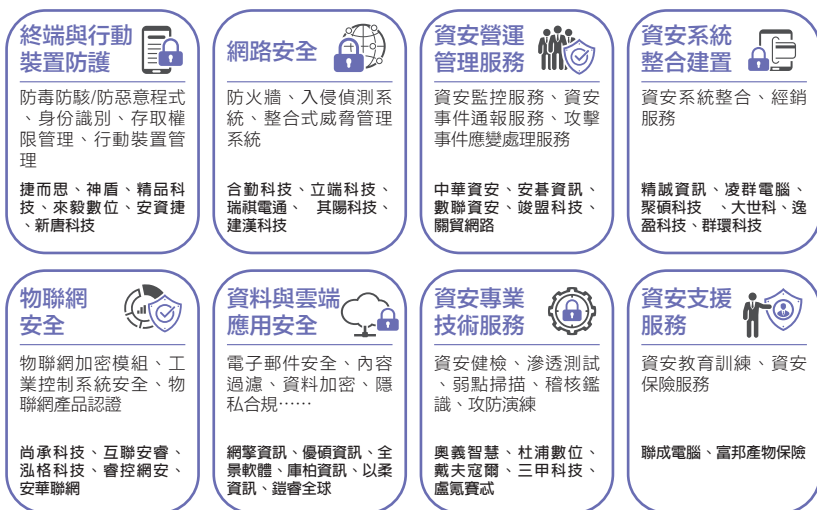 終端與行動
裝置防護
防毒防駭/防惡意程式
、身份識別、存取權
限管理、行動裝置管
理
捷而思、神盾、精品科
技、來毅數位、安資捷
、新唐科技
網路安全
防火牆、入侵偵測系
統、整合式威脅管理
系統
合勤科技、立端科技、
瑞祺電通、 其陽科技、
建漢科技
資安營運
管理服務
資安監控服務、資安
事件通報服務、攻擊
事件應變處理服務
中華資安、安碁資訊、
數聯資安、竣盟科技、
關貿網路
資安系統
整合建置
資安系統整合、經銷
服務
精誠資訊、凌群電腦、
聚碩科技 、大世科、逸
盈科技、群環科技
物聯網
安全
物聯網加密模組、工
業控制系統安全、物
聯網產品認證
尚承科技、互聯安睿、
泓格科技、睿控網安、
安華聯網
資料與雲端
應用安全
電子郵件安全、內容
過濾、資料加密、隱
私合規……
網擎資訊、優碩資訊、全
景軟體、庫柏資訊、以柔
資訊、鎧睿全球
資安專業
技術服務
資安健檢、滲透測試
、弱點掃描、稽核鑑
識、攻防演練
奧義智慧、杜浦數位、
戴夫寇爾、三甲科技、
盧氪賽忒
資安支援
服務
資安教育訓練、資安
保險服務
聯成電腦、富邦產物保險